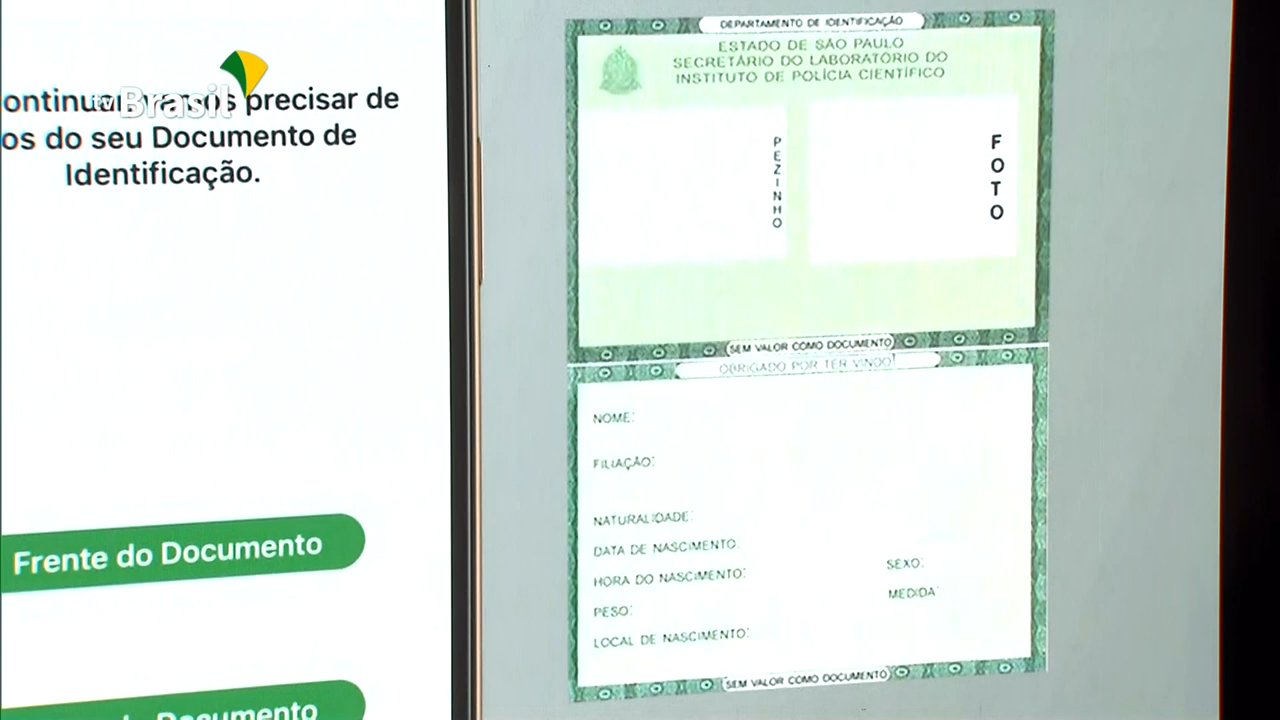 ontinuar vamos precisar de
os do seu Documento de
Identificação.
tv Brasil
Frente do Documento
Documento
DEPARTAMENTO DE IDENTIFICAÇÃO
ESTADO DE SÃO PAULO
SECRETÁRIO DO LABORATÓRIO DO
INSTITUTO DE POLÍCIA CIENTÍFICO
PEZINHO
FOTO
SEM VALOR COMO DOCUMENTO
OBRIGADO POR TER VINDO!
NOME:
FILIAÇÃO:
NATURALIDADE:
DATA DE NASCIMENTO:
HORA DO NASCIMENTO:
SEXO:
PESO:
MEDIDA:
LOCAL DE NASCIMENTO:
SEM VALOR COMO DOCUMENTO